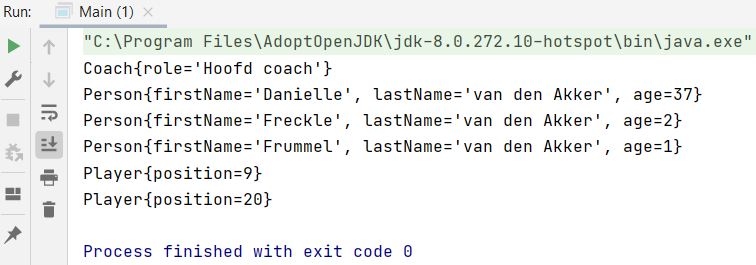 Run: Main (1) ×
"C:\Program Files\AdoptOpenJDK\jdk-8.0.272.10-hotspot\bin\java.exe"
Coach{role='Hoofd coach'}
Person{firstName='Danielle', lastName='van den Akker', age=37}
Person{firstName='Freckle', lastName='van den Akker', age=2}
Person{firstName='Frummel', lastName='van den Akker', age=1}
Player{position=9}
Player{position=20}
Process finished with exit code 0